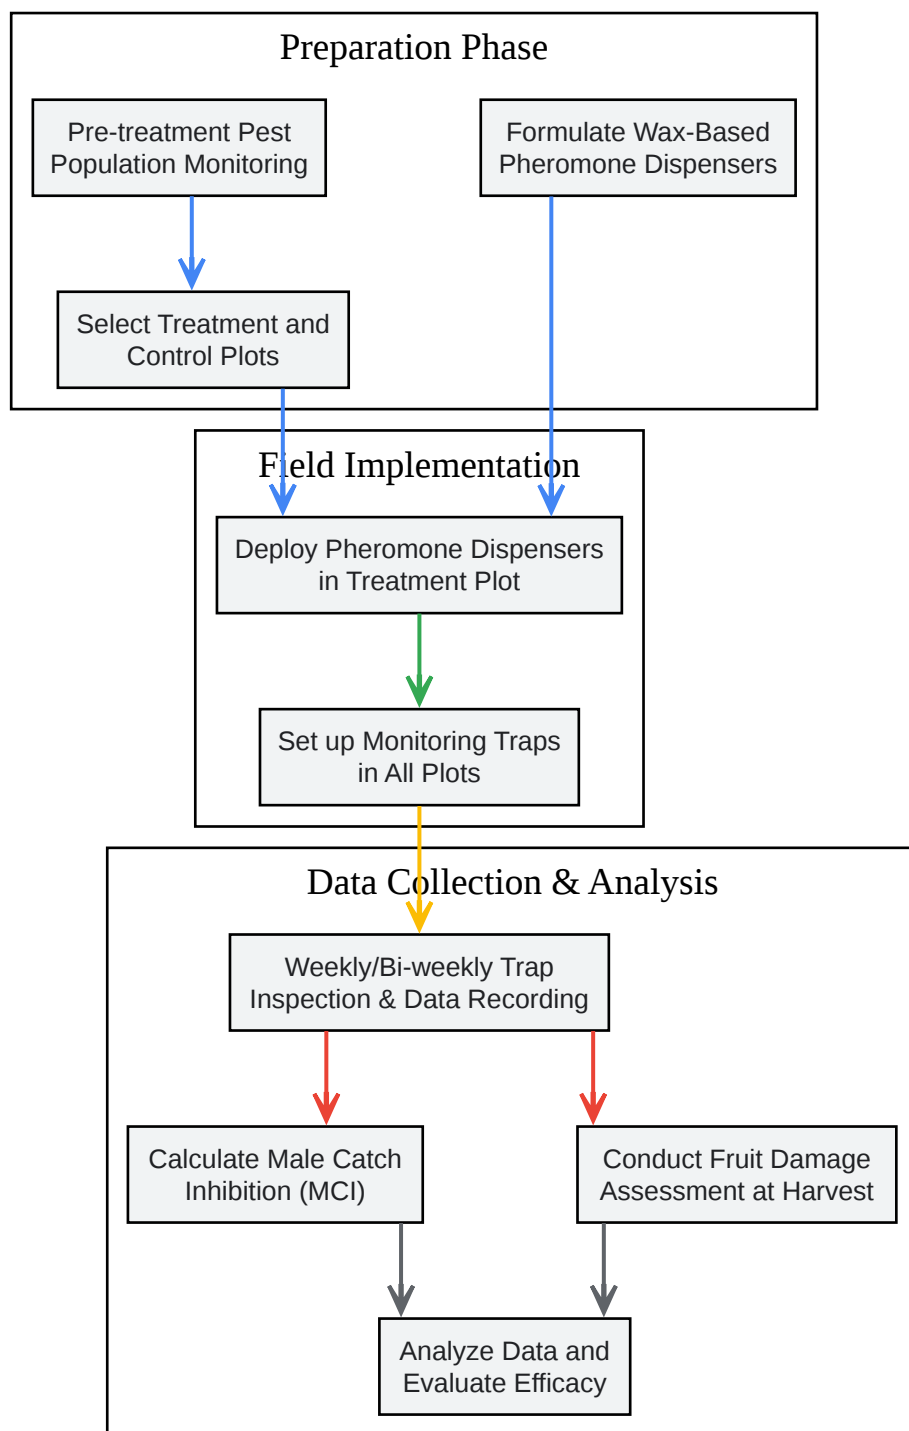 Preparation Phase
Pre-treatment Pest
Population Monitoring
Formulate Wax-Based
Pheromone Dispensers
Select Treatment and
Control Plots
Field Implementation
Deploy Pheromone Dispensers
in Treatment Plot
Set up Monitoring Traps
in All Plots
Data Collection & Analysis
Weekly/Bi-weekly Trap
Inspection & Data Recording
Calculate Male Catch
Inhibition (MCI)
Conduct Fruit Damage
Assessment at Harvest
Analyze Data and
Evaluate Efficacy